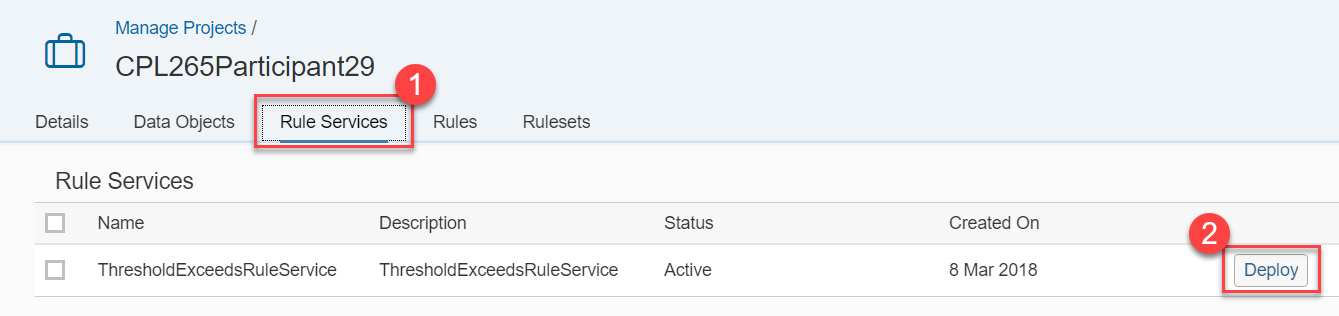 Manage Projects /
CPL265Participant29
1
Details Data Objects Rule Services Rules Rulesets
Rule Services
Name Description Status Created On
2
ThresholdExceedsRuleService ThresholdExceedsRuleService Active 8 Mar 2018 Deploy